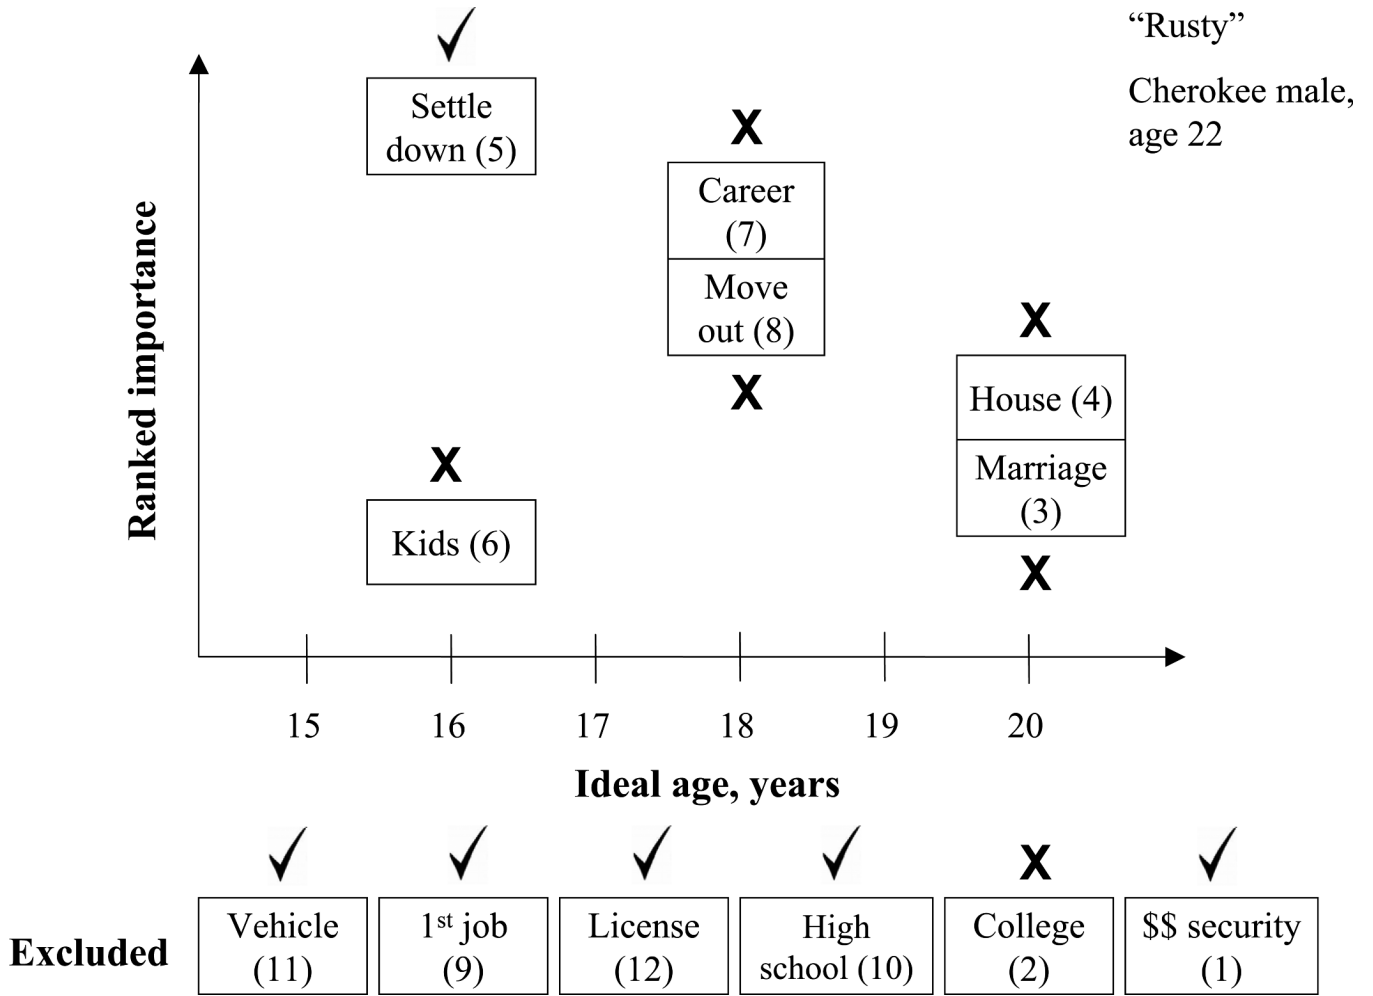 “Rusty”
Cherokee male,
age 22
Settle
down (5)
X
Career
(7)
Move
out (8)
X
X
House (4)
Marriage
(3)
X
X
Kids (6)
Ranked importance
15 16 17 18 19 20
Ideal age, years
X
Excluded
Vehicle
(11)
1st job
(9)
License
(12)
High
school (10)
College
(2)
$$ security
(1)